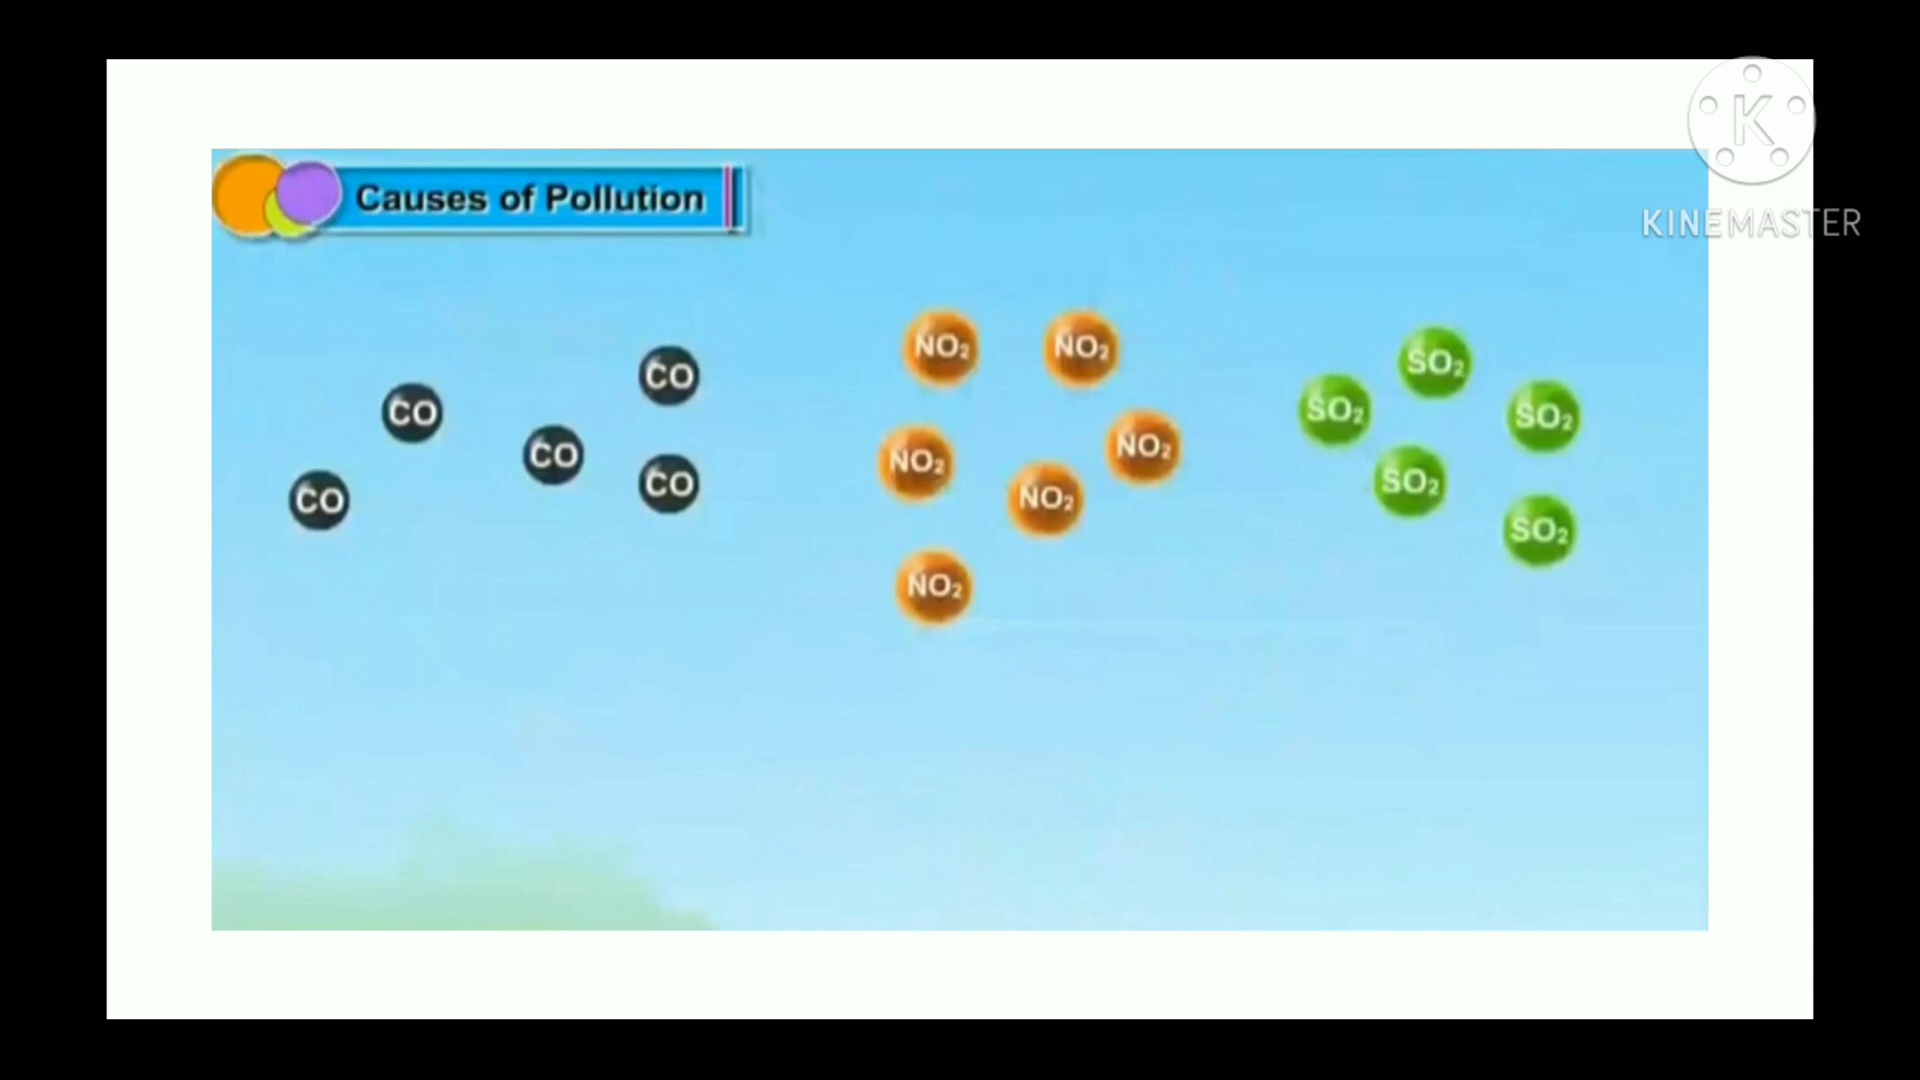 K
KINEMASTER
Causes of Pollution
CO
CO
CO
CO
CO
NO₂
NO₂
NO₂
NO₂
NO₂
NO₂
SO₂
SO₂
SO₂
SO₂
SO₂